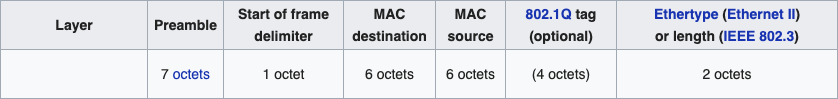 Layer
Preamble
Start of frame
delimiter
MAC
destination
MAC
source
802.1Q tag
(optional)
Ethertype (Ethernet II)
or length (IEEE 802.3)
7 octets
1 octet
6 octets
6 octets
(4 octets)
2 octets